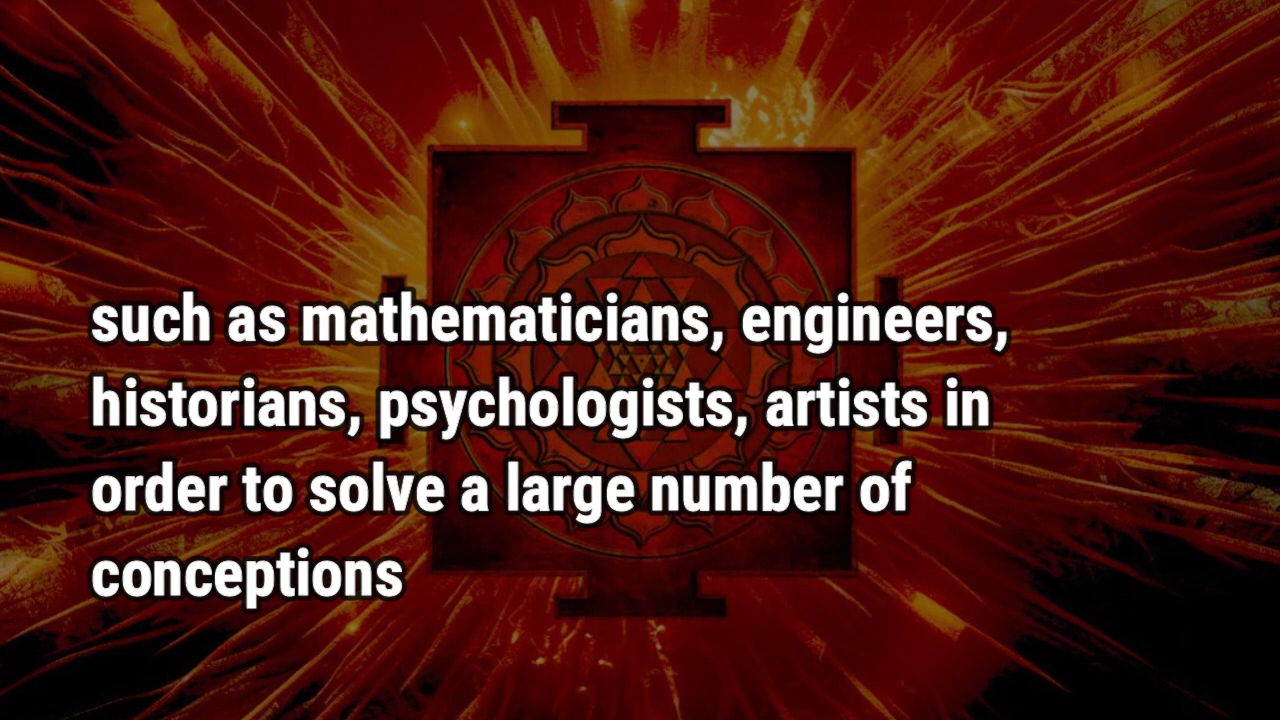 such as mathematicians, engineers,
historians, psychologists, artists in
order to solve a large number of
conceptions